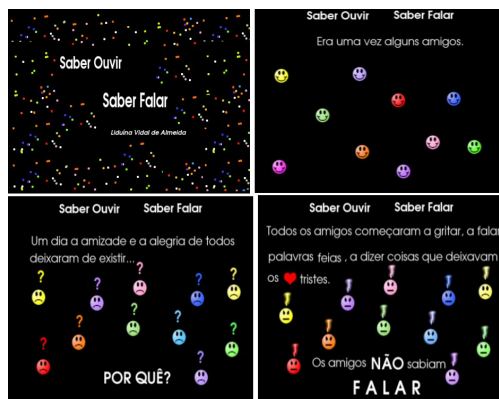 Saber Ouvir
Saber Falar
Liduina Vidal de Almeida
Saber Ouvir Saber Falar
Era uma vez alguns amigos.
Saber Ouvir Saber Falar
Um dia a amizade e a alegria de todos
deixaram de existir...
? ? ? ? ? ? ? ? ? ?
POR QUÊ?
Saber Ouvir Saber Falar
Todos os amigos começaram a gritar, a falar
palavras feias , a dizer coisas que deixavam
os tristes.
Os amigos NÃO sabiam
FALAR